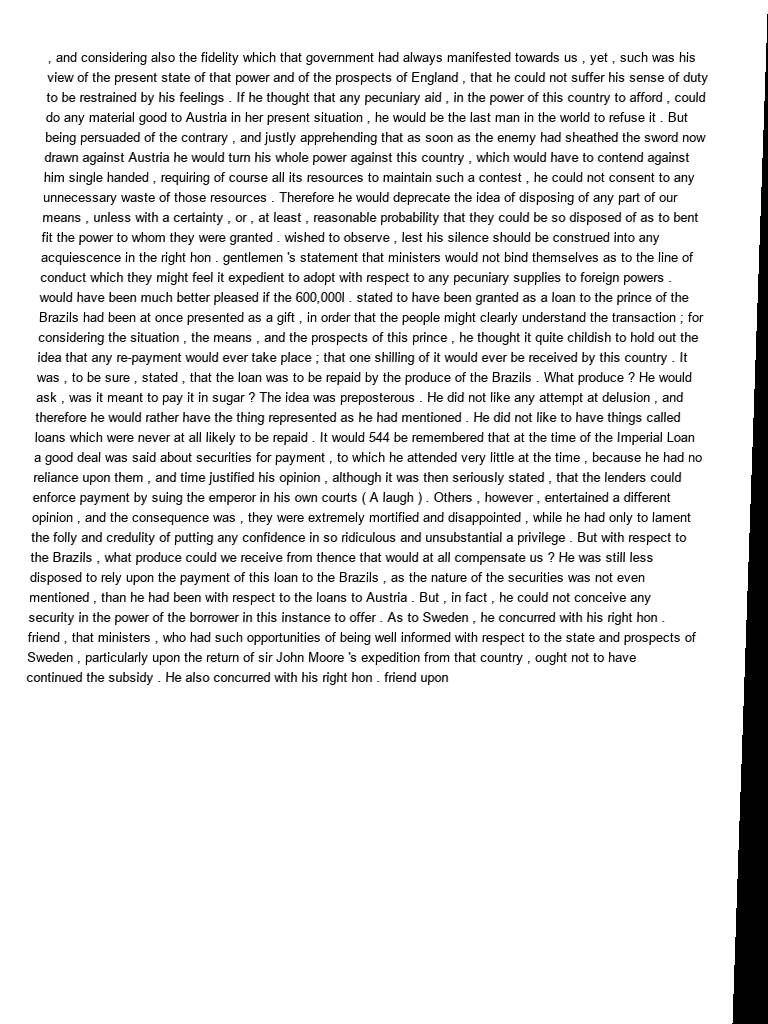 , and considering also the fidelity which that government had always manifested towards us , yet , such was his
view of the present state of that power and of the prospects of England , that he could not suffer his sense of duty
to be restrained by his feelings . If he thought that any pecuniary aid , in the power of this country to afford , could
do any material good to Austria in her present situation , he would be the last man in the world to refuse it . But
being persuaded of the contrary , and justly apprehending that as soon as the enemy had sheathed the sword now
drawn against Austria he would turn his whole power against this country , which would have to contend against
him single handed , requiring of course all its resources to maintain such a contest , he could not consent to any
unnecessary waste of those resources . Therefore he would deprecate the idea of disposing of any part of our
means , unless with a certainty , or , at least , reasonable probability that they could be so disposed of as to bent
fit the power to whom they were granted . wished to observe , lest his silence should be construed into any
acquiescence in the right hon . gentlemen 's statement that ministers would not bind themselves as to the line of
conduct which they might feel it expedient to adopt with respect to any pecuniary supplies to foreign powers .
would have been much better pleased if the 600,000l . stated to have been granted as a loan to the prince of the
Brazils had been at once presented as a gift , in order that the people might clearly understand the transaction ; for
considering the situation , the means , and the prospects of this prince , he thought it quite childish to hold out the
idea that any re-payment would ever take place ; that one shilling of it would ever be received by this country . It
was , to be sure , stated , that the loan was to be repaid by the produce of the Brazils . What produce ? He would
ask , was it meant to pay it in sugar ? The idea was preposterous . He did not like any attempt at delusion , and
therefore he would rather have the thing represented as he had mentioned . He did not like to have things called
loans which were never at all likely to be repaid . It would 544 be remembered that at the time of the Imperial Loan
a good deal was said about securities for payment , to which he attended very little at the time , because he had no
reliance upon them , and time justified his opinion , although it was then seriously stated , that the lenders could
enforce payment by suing the emperor in his own courts ( A laugh ) . Others , however , entertained a different
opinion , and the consequence was , they were extremely mortified and disappointed , while he had only to lament
the folly and credulity of putting any confidence in so ridiculous and unsubstantial a privilege . But with respect to
the Brazils , what produce could we receive from thence that would at all compensate us ? He was still less
disposed to rely upon the payment of this loan to the Brazils , as the nature of the securities was not even
mentioned , than he had been with respect to the loans to Austria . But , in fact , he could not conceive any
security in the power of the borrower in this instance to offer . As to Sweden , he concurred with his right hon .
friend , that ministers , who had such opportunities of being well informed with respect to the state and prospects of
Sweden , particularly upon the return of sir John Moore 's expedition from that country , ought not to have
continued the subsidy . He also concurred with his right hon . friend upon